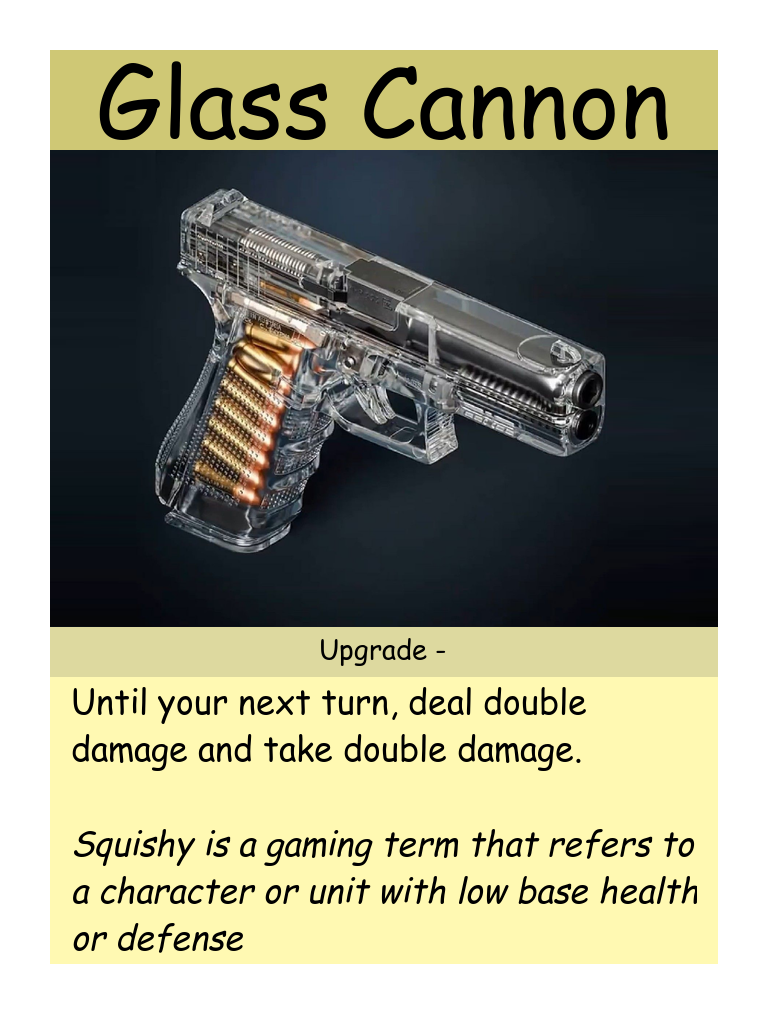 Glass Cannon
Upgrade -
Until your next turn, deal double
damage and take double damage.
Squishy is a gaming term that refers to
a character or unit with low base health
or defense